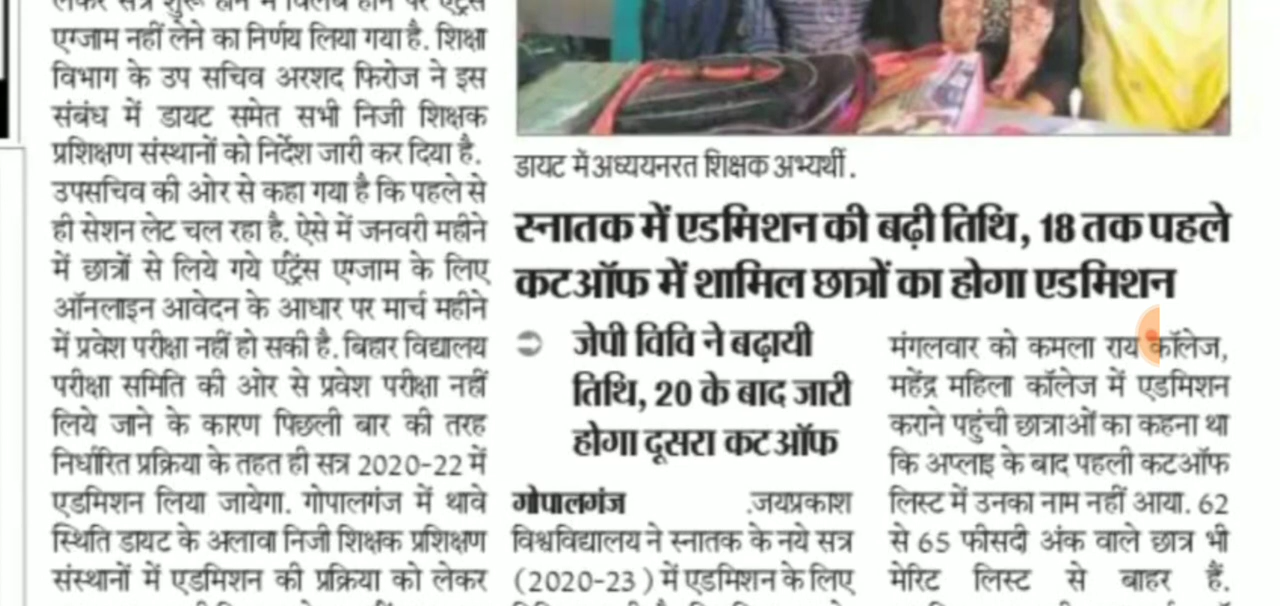 एग्जाम नहीं लेने का निर्णय लिया गया है. शिक्षा
विभाग के उप सचिव अरशद फिरोज ने इस
संबंध में डायट समेत सभी निजी शिक्षक
प्रशिक्षण संस्थानों को निर्देश जारी कर दिया है.
उपसचिव की ओर से कहा गया है कि पहले से
ही सेशन लेट चल रहा है. ऐसे में जनवरी महीने
में छात्रों से लिये गये एंट्रेंस एग्जाम के लिए
ऑनलाइन आवेदन के आधार पर मार्च महीने
में प्रवेश परीक्षा नहीं हो सकी है. बिहार विद्यालय
परीक्षा समिति की ओर से प्रवेश परीक्षा नहीं
लिये जाने के कारण पिछली बार की तरह
निर्धारित प्रक्रिया के तहत ही सत्र 2020-22 में
एडमिशन लिया जायेगा. गोपालगंज में थावे
स्थिति डायट के अलावा निजी शिक्षक प्रशिक्षण
संस्थानों में एडमिशन की प्रक्रिया को लेकर
डायट में अध्ययनरत शिक्षक अभ्यर्थी.
स्नातक में एडमिशन की बढ़ी तिथि, 18 तक पहले
कटऑफ में शामिल छात्रों का होगा एडमिशन
जेपी विवि ने बढ़ायी
तिथि, 20 के बाद जारी
होगा दूसरा कट ऑफ
गोपालगंज .जयप्रकाश
विश्वविद्यालय ने स्नातक के नये सत्र
(2020-23 ) में एडमिशन के लिए
मंगलवार को कमला राय कॉलेज,
महेंद्र महिला कॉलेज में एडमिशन
कराने पहुंची छात्राओं का कहना था
कि अप्लाइ के बाद पहली कटऑफ
लिस्ट में उनका नाम नहीं आया. 62
से 65 फीसदी अंक वाले छात्र भी
मेरिट लिस्ट से बाहर हैं.